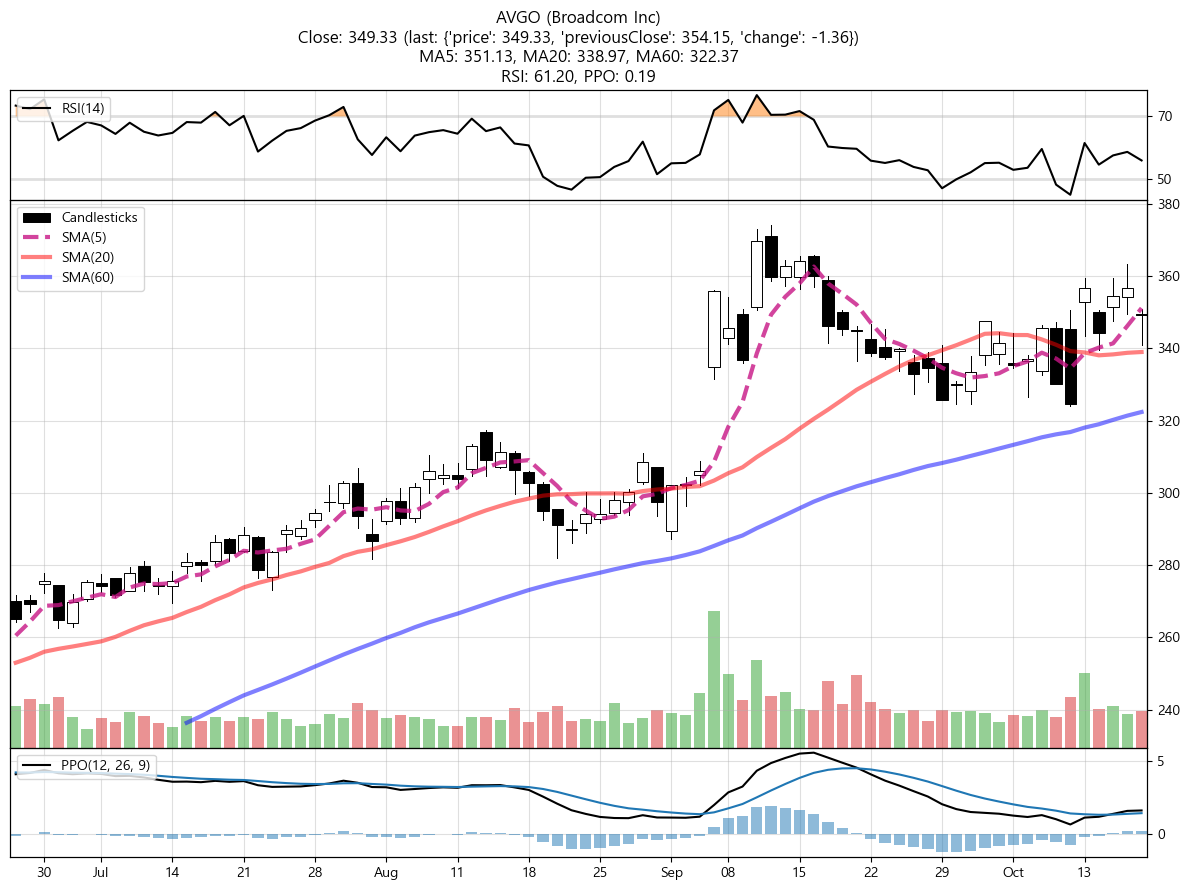 AVGO (Broadcom Inc)
Close: 349.33 (last: {'price': 349.33, 'previousClose': 354.15, 'change': -1.36})
MA5: 351.13, MA20: 338.97, MA60: 322.37
RSI: 61.20, PPO: 0.19
RSI(14)
70
50
Candlesticks
SMA(5)
SMA(20)
SMA(60)
380
360
340
320
300
280
260
240
PPO(12, 26, 9)
5
0
30 Jul 14 21 28 Aug 11 18 25 Sep 08 15 22 29 Oct 13